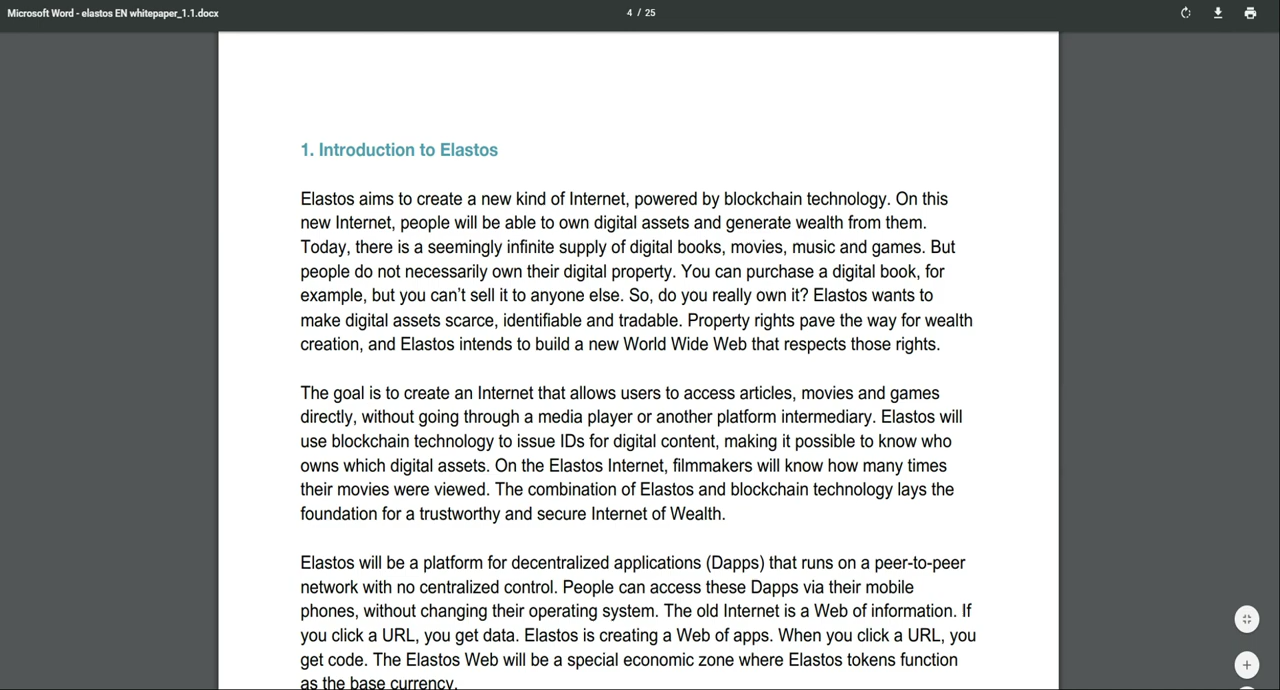 Microsoft Word - elastos EN whitepaper_1.1.docx
4 / 25
1. Introduction to Elastos
Elastos aims to create a new kind of Internet, powered by blockchain technology. On this
new Internet, people will be able to own digital assets and generate wealth from them.
Today, there is a seemingly infinite supply of digital books, movies, music and games. But
people do not necessarily own their digital property. You can purchase a digital book, for
example, but you can’t sell it to anyone else. So, do you really own it? Elastos wants to
make digital assets scarce, identifiable and tradable. Property rights pave the way for wealth
creation, and Elastos intends to build a new World Wide Web that respects those rights.
The goal is to create an Internet that allows users to access articles, movies and games
directly, without going through a media player or another platform intermediary. Elastos will
use blockchain technology to issue IDs for digital content, making it possible to know who
owns which digital assets. On the Elastos Internet, filmmakers will know how many times
their movies were viewed. The combination of Elastos and blockchain technology lays the
foundation for a trustworthy and secure Internet of Wealth.
Elastos will be a platform for decentralized applications (Dapps) that runs on a peer-to-peer
network with no centralized control. People can access these Dapps via their mobile
phones, without changing their operating system. The old Internet is a Web of information. If
you click a URL, you get data. Elastos is creating a Web of apps. When you click a URL, you
get code. The Elastos Web will be a special economic zone where Elastos tokens function
as the base currency.